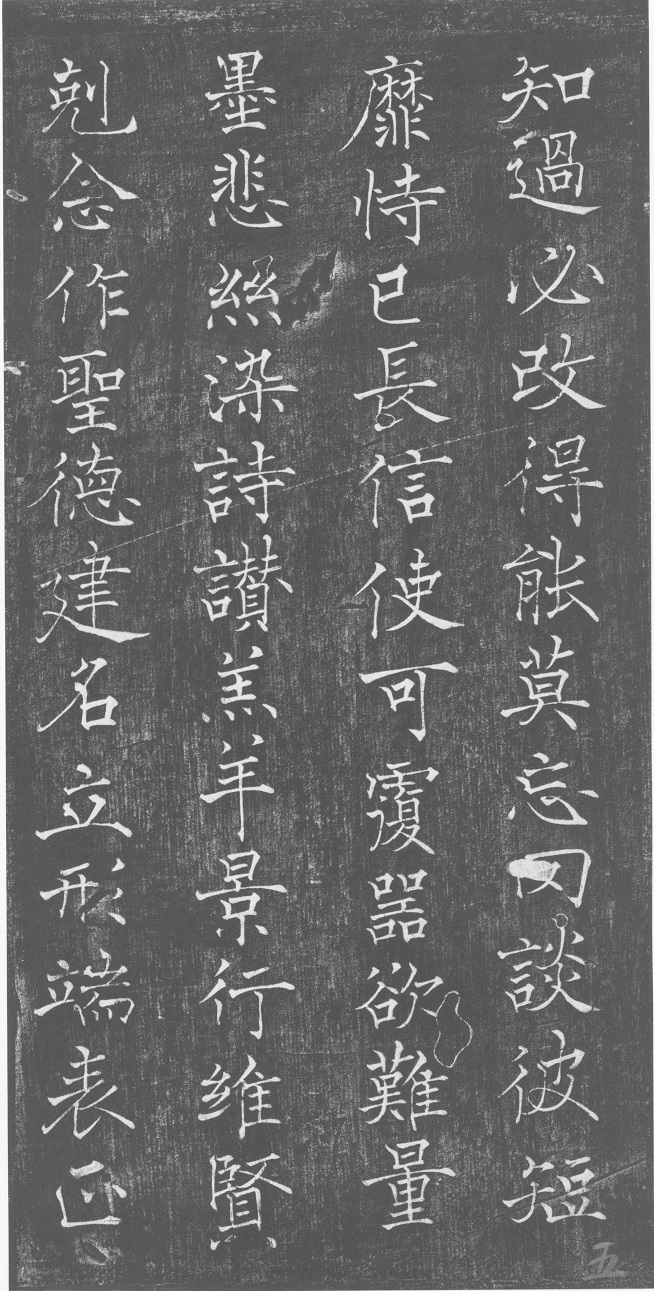 知過必改得能莫忘罔談彼短
靡恃己長信使可覆器欲難量
墨悲絲染詩讃羔羊景行維賢
剋念作聖德建名立形端表正
五